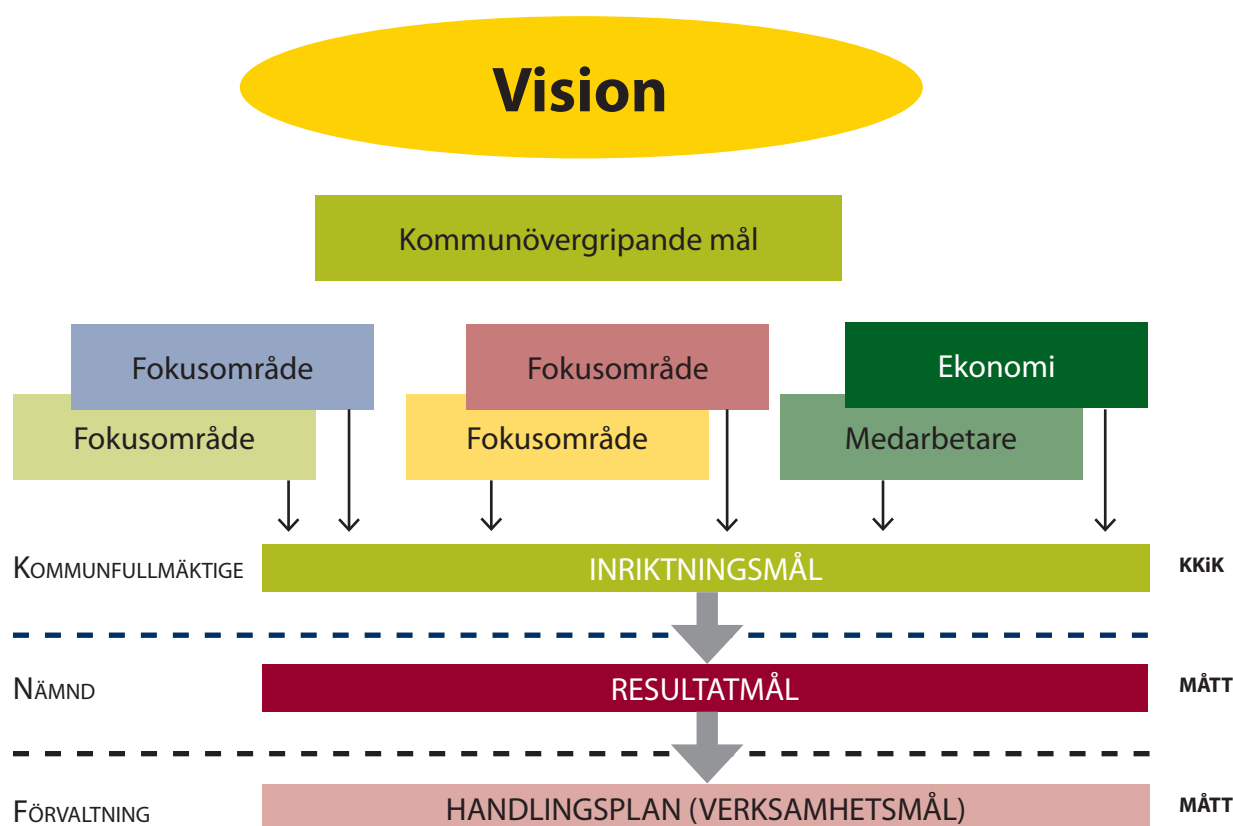 Vision
Kommunövergripande mål
Fokusområde
Fokusområde
Ekonomi
Fokusområde
Fokusområde
Medarbetare
KOMMUNFULLMÄKTIGE
INRIKTNINGSMÅL
KKiK
NÄMND
RESULTATMÅL
MÅTT
FÖRVALTNING
HANDLINGSPLAN (VERKSAMHETSMÅL)
MÅTT